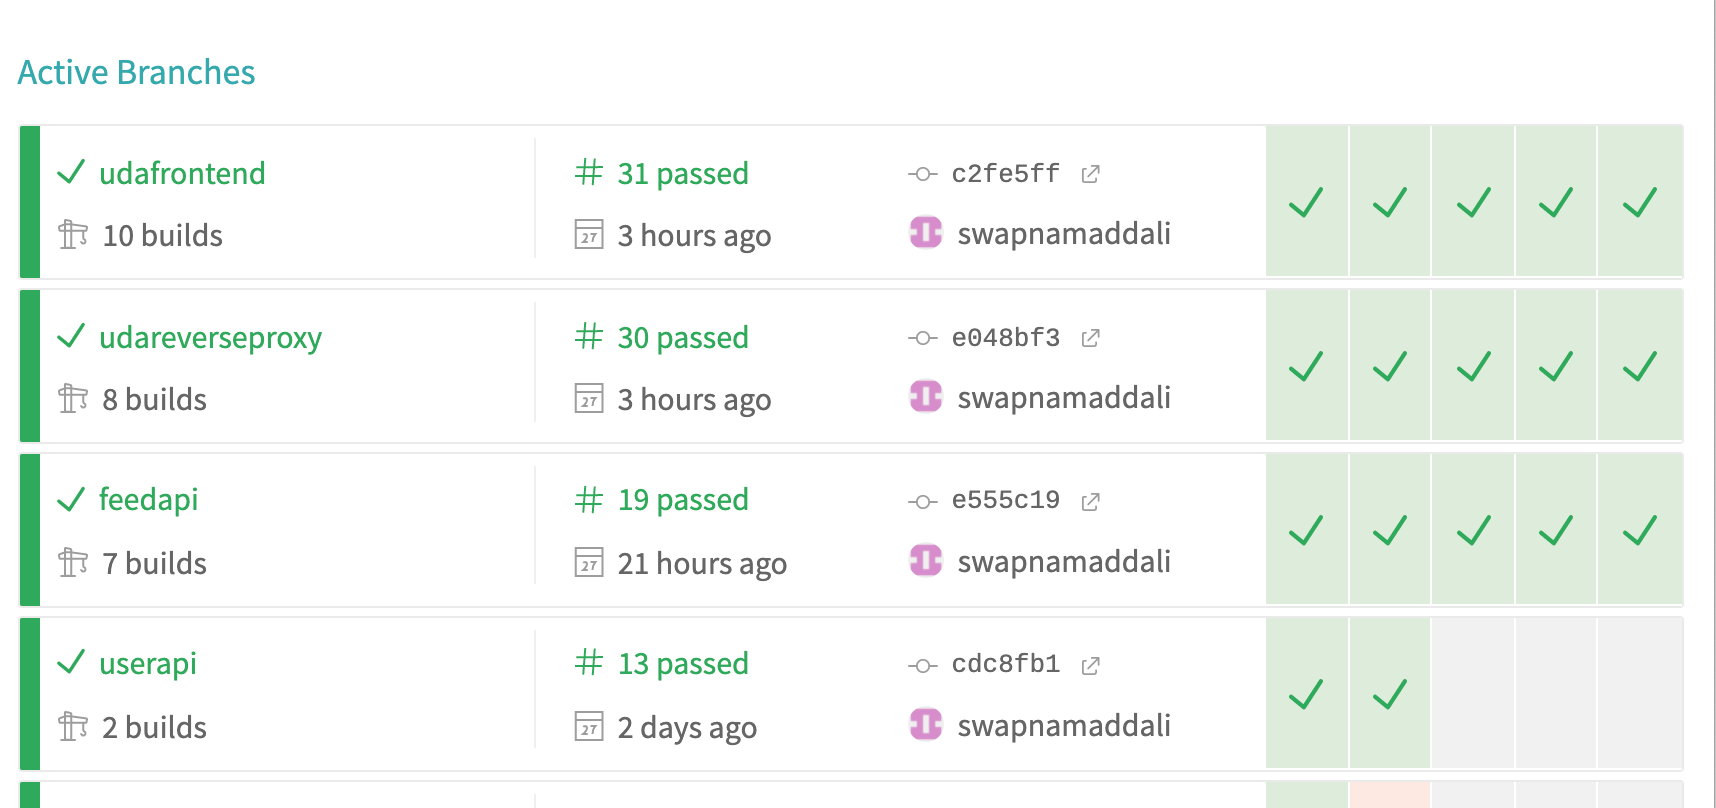 Active Branches
udafrontend
# 31 passed
c2fe5ff
10 builds
27 3 hours ago
swapnamaddali
udareverseproxy
# 30 passed
e048bf3
8 builds
27 3 hours ago
swapnamaddali
feedapi
# 19 passed
e555c19
7 builds
27 21 hours ago
swapnamaddali
userapi
# 13 passed
cdc8fb1
2 builds
27 2 days ago
swapnamaddali